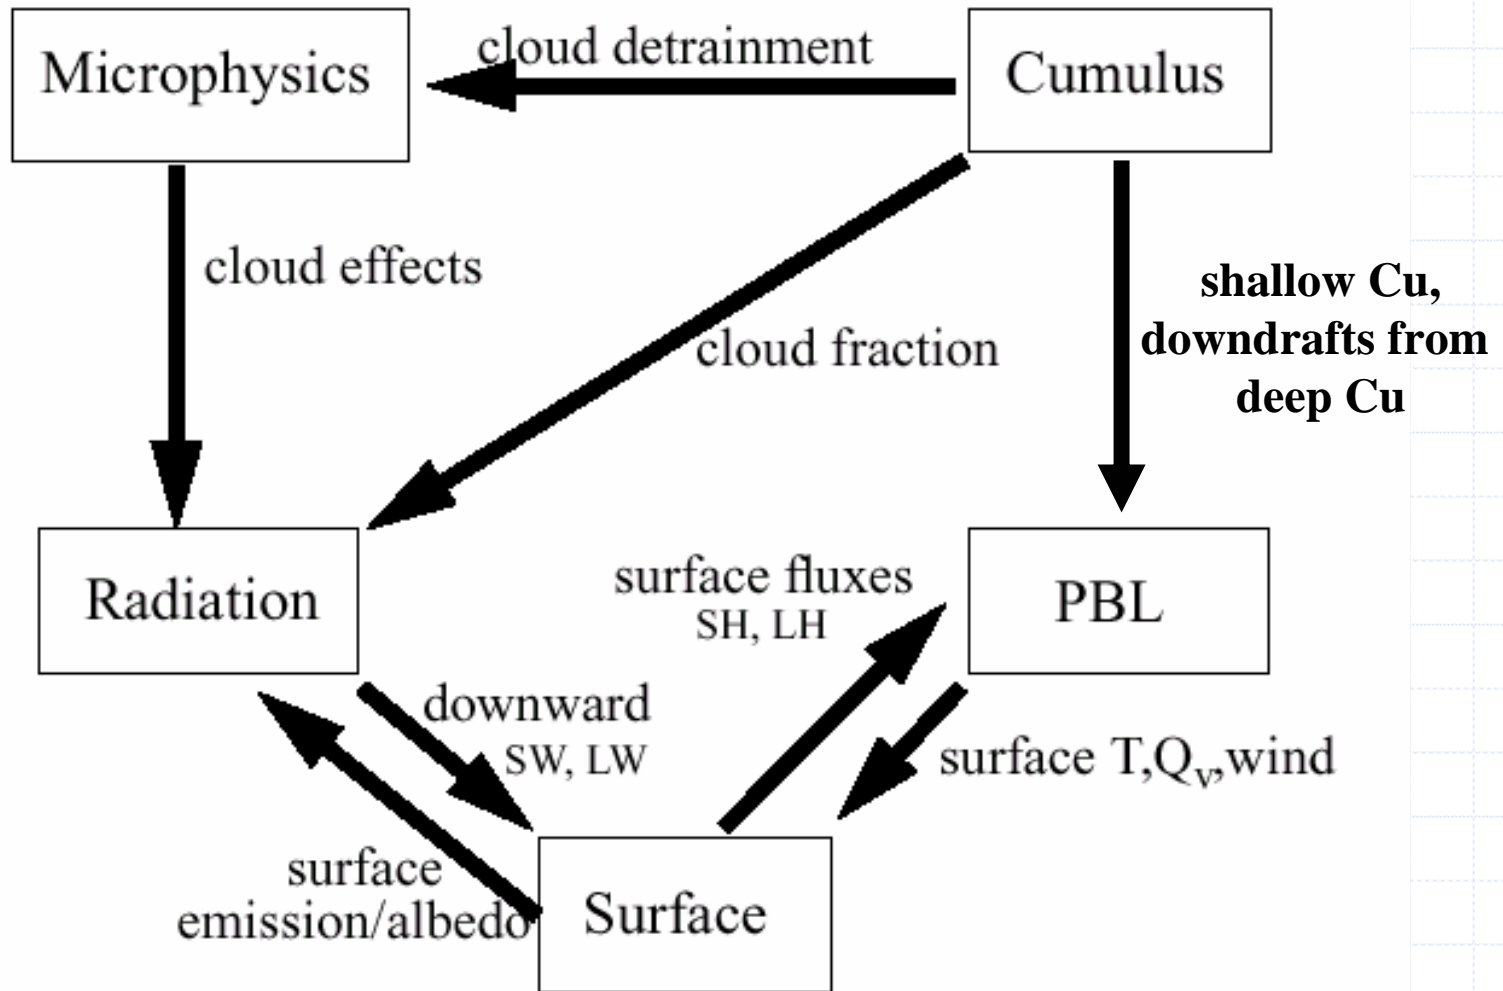 Microphysics
cloud detrainment
Cumulus
cloud effects
cloud fraction
shallow Cu,
downdrafts from
deep Cu
Radiation
surface fluxes
SH, LH
PBL
downward
SW, LW
surface T,Qv,wind
surface
emission/albedo
Surface